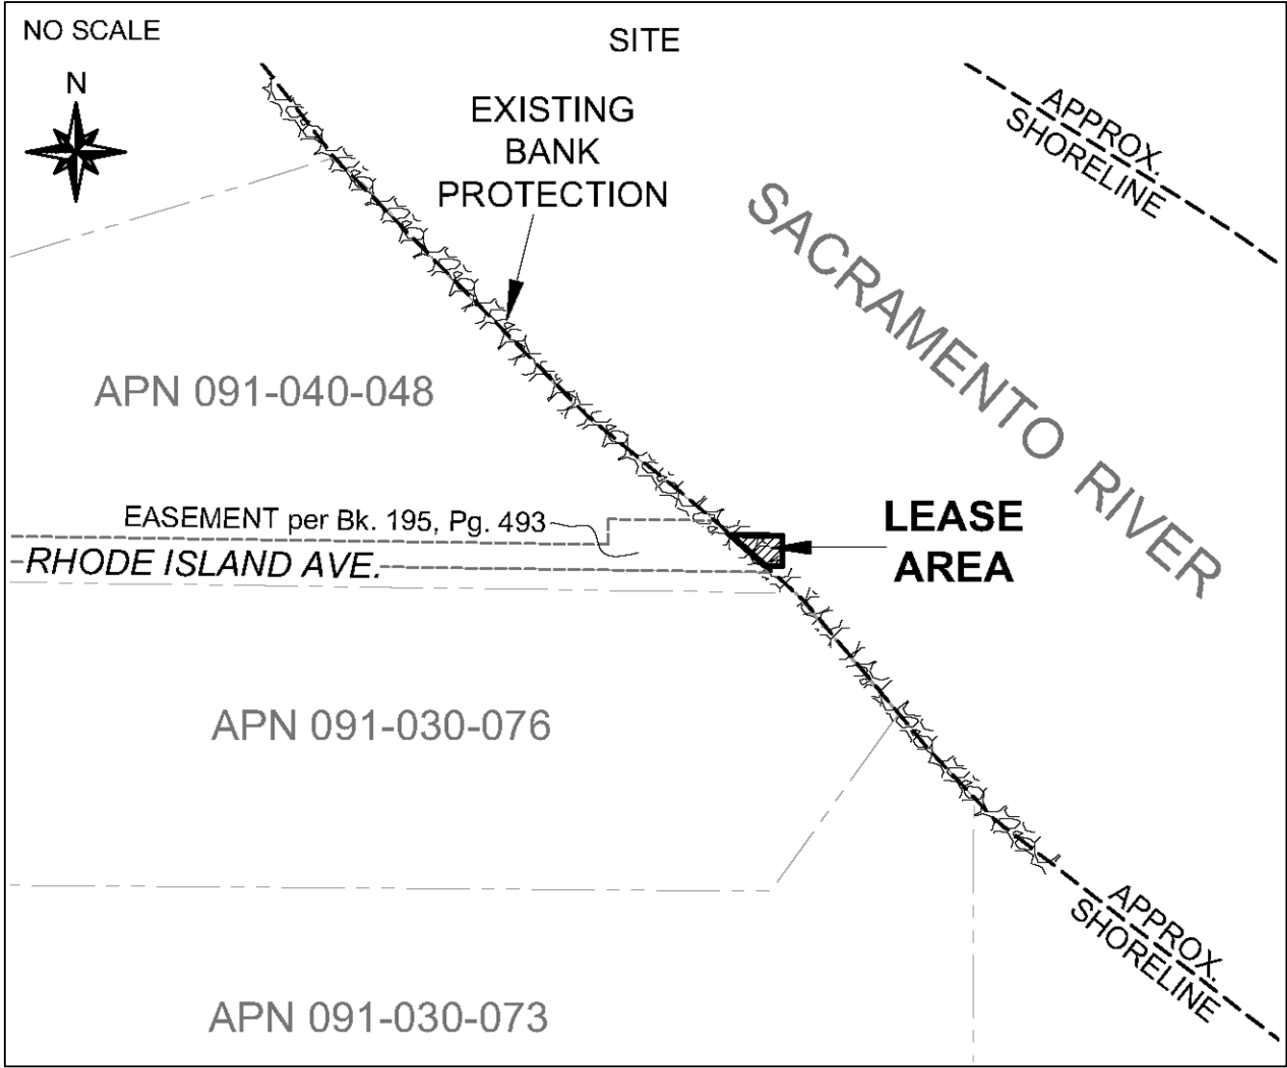 NO SCALE
SITE
N
EXISTING
BANK
PROTECTION
APPROX.
SHORELINE
SACRAMENTO RIVER
APN 091-040-048
EASEMENT per Bk. 195, Pg. 493
RHODE ISLAND AVE.
LEASE
AREA
APN 091-030-076
APPROX.
SHORELINE
APN 091-030-073